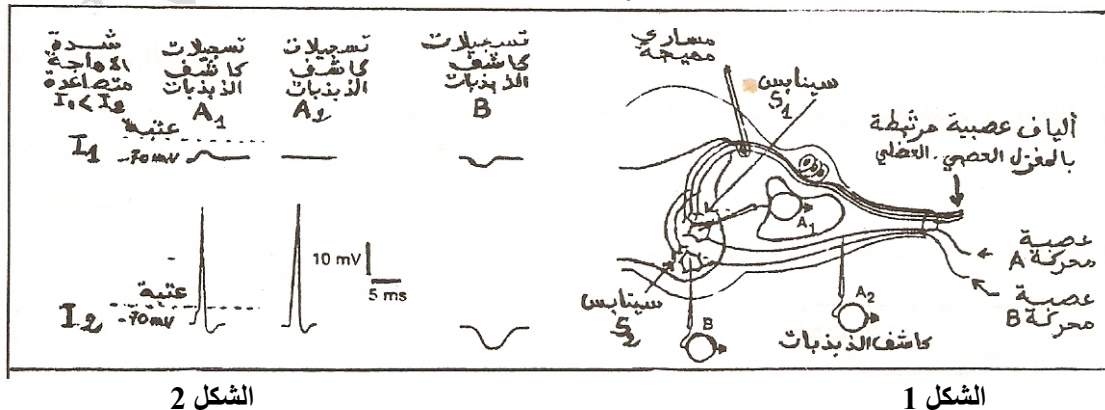 شدة
الاهاجة
متصاعدة
I₁<I₂
تسجيلات
كاشف
الذبذبات
A₁
تسجيلات
كاشف
الذبذبات
A₂
تسجيلات
كاشف
الذبذبات
B
عتبة
I₁
-70mV
عتبة
I₂
-70mV
10 mV
5 ms
مساري
مهيجة
سينابس
S₁
ألياف عصبية مرتبطة
بالمغزل العصبي.العضلي
A₁
عصبة
محركة A
عصبة
محركة B
A₂
سينابس
S₂
B
كاشف الذبذبات
الشكل 2
الشكل 1